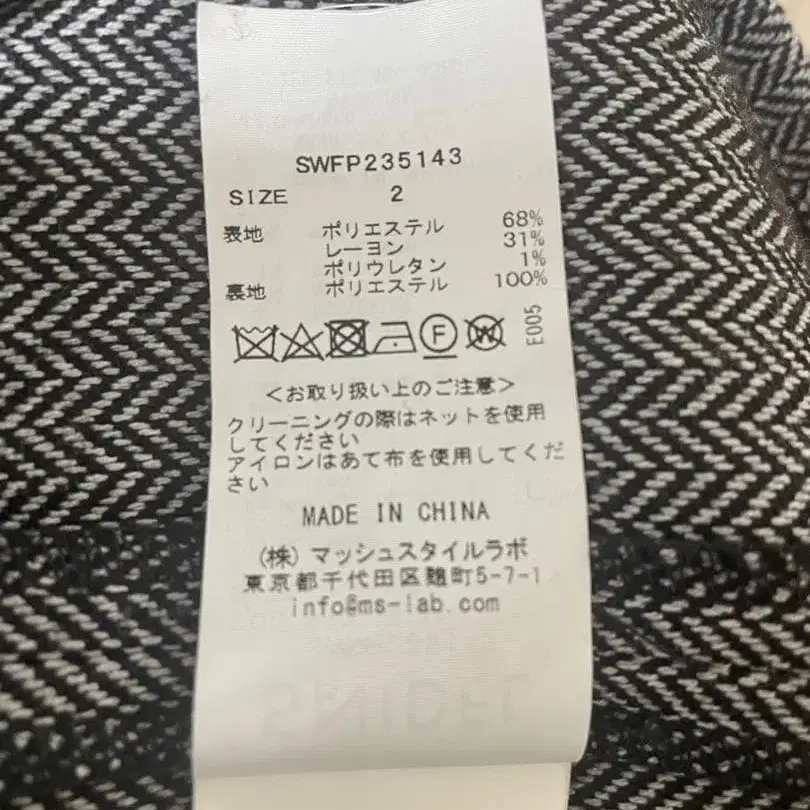 SWFP235143
SIZE 2
表地 ポリエステル 68%
レーヨン 31%
ポリウレタン 1%
裏地 ポリエステル 100%
F W E005
＜お取り扱い上のご注意＞
クリーニングの際はネットを使用
してください
アイロンはあて布を使用してくだ
さい
MADE IN CHINA
(株) マッシュスタイルラボ
東京都千代田区麹町5-7-1
info@ms-lab.com